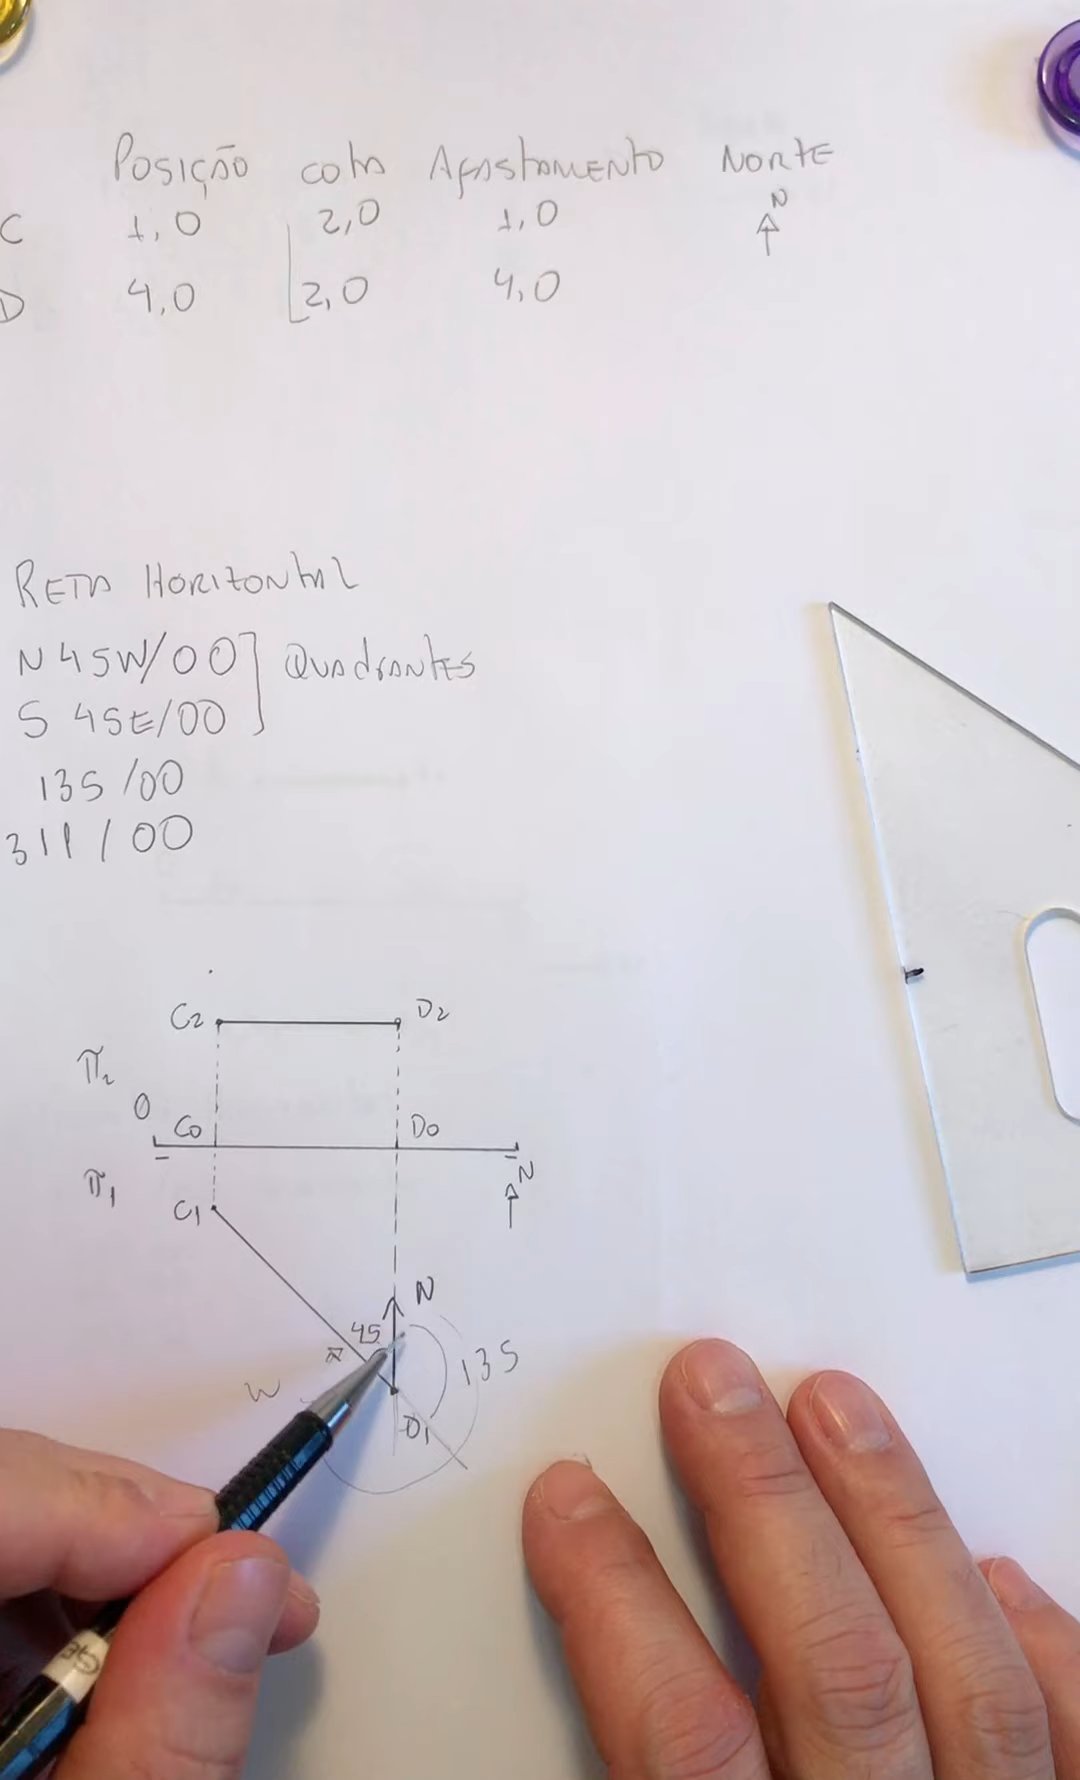 Posição cota Afastamento Norte
N
C 1,0 2,0 1,0
D 4,0 2,0 4,0
Reta Horizontal
N 45W/00
S 45E/00
Quadrantes
135/00
311/00
C2 D2
π2
0 C0 D0
π1
N
C1
N
45
135
W
D1